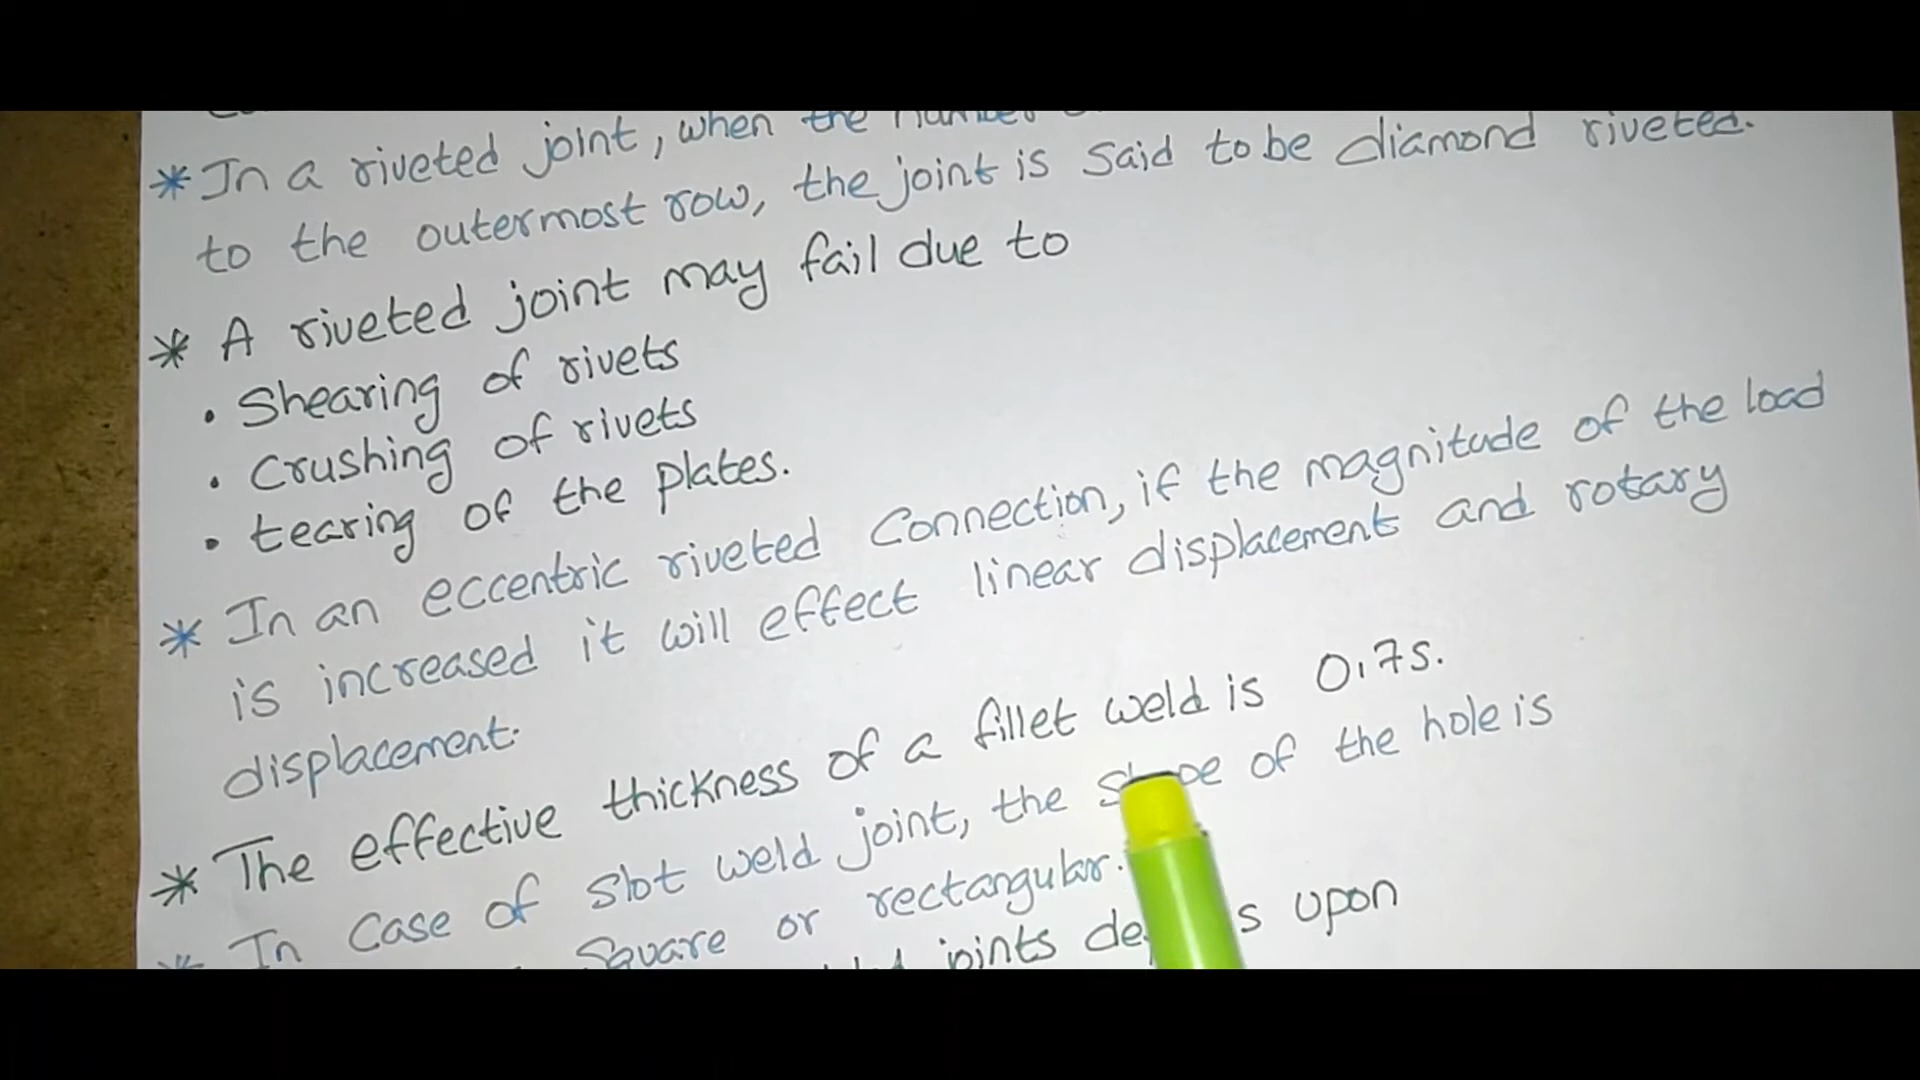 * In a riveted joint, when the number
to the outermost row, the joint is said to be diamond riveted.
* A riveted joint may fail due to
• Shearing of rivets
• Crushing of rivets
• tearing of the plates.
* In an eccentric riveted Connection, if the magnitude of the load
is increased it will effect linear displacement and rotary
displacement.
* The effective thickness of a fillet weld is 0.7s.
* In Case of Slot weld joint, the of the hole is
Square or rectangular.
joints upon